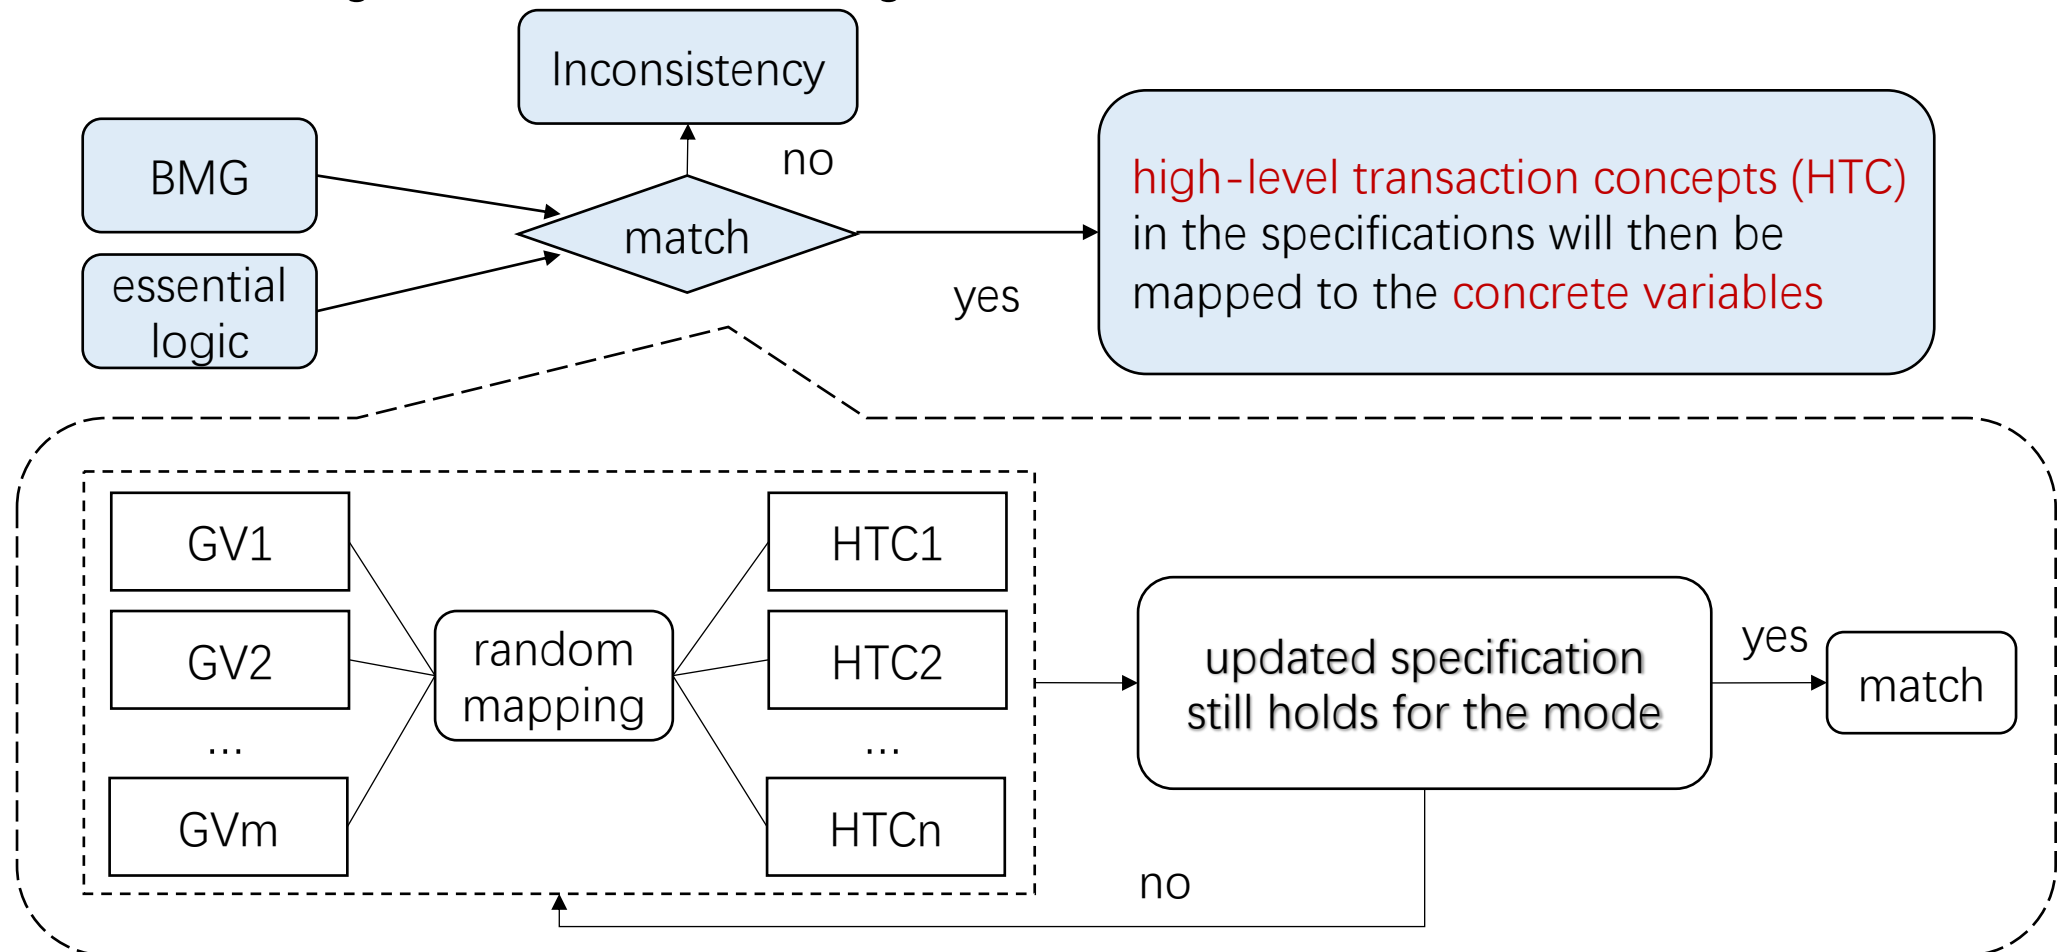 Inconsistency
BMG
no
high-level transaction concepts (HTC)
in the specifications will then be
mapped to the concrete variables
match
essential
logic
yes
GV1
HTC1
GV2
random
mapping
HTC2
updated specification
still holds for the mode
yes
match
...
...
GVm
HTCn
no